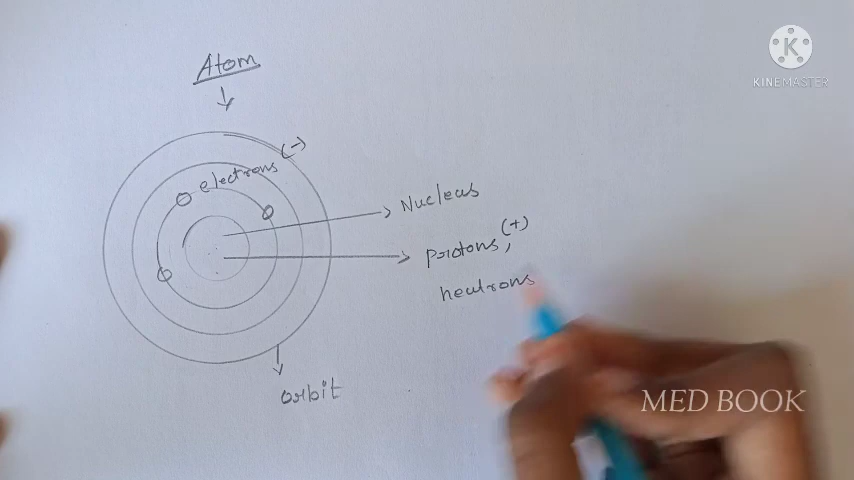 Atom
K
KINEMASTER
electrons (-)
Nucleus
Protons, (+)
neutrons
MED BOOK
orbit